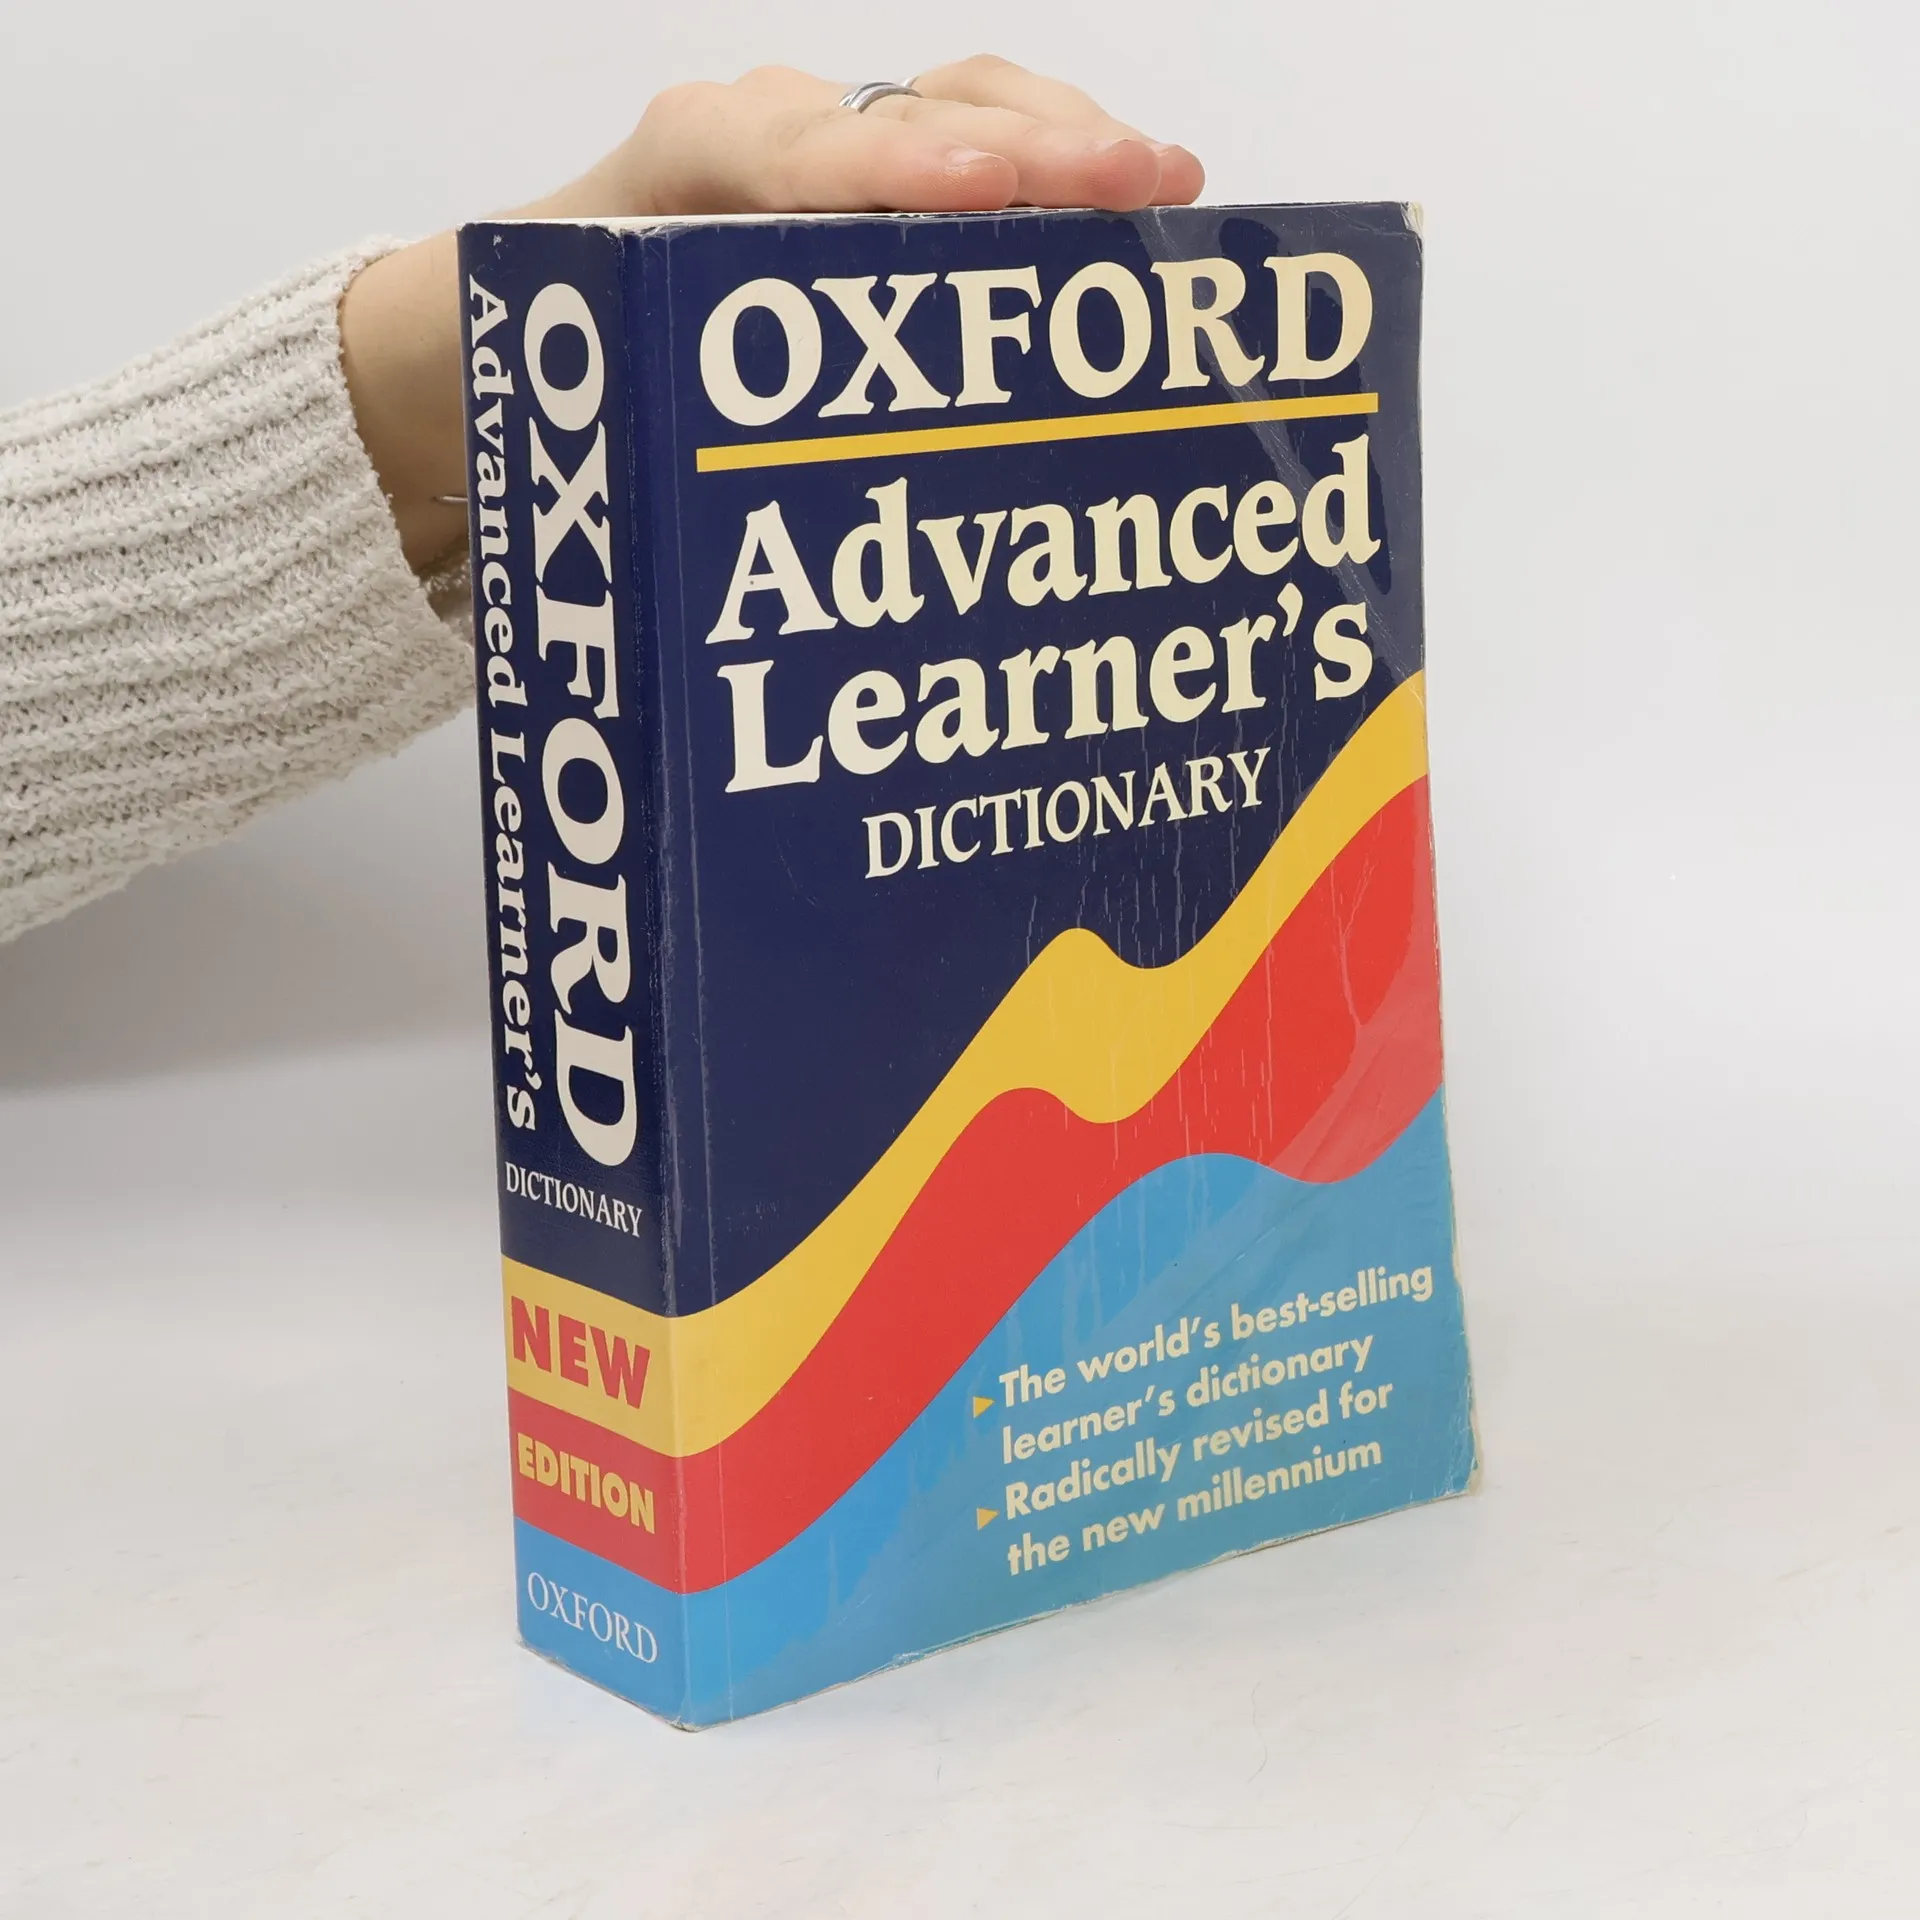 OXFORD
Advanced Learner's
DICTIONARY
NEW
EDITION
OXFORD
OXFORD
Advanced
Learner's
DICTIONARY
The world's best-selling
learner's dictionary
Radically revised for
the new millennium